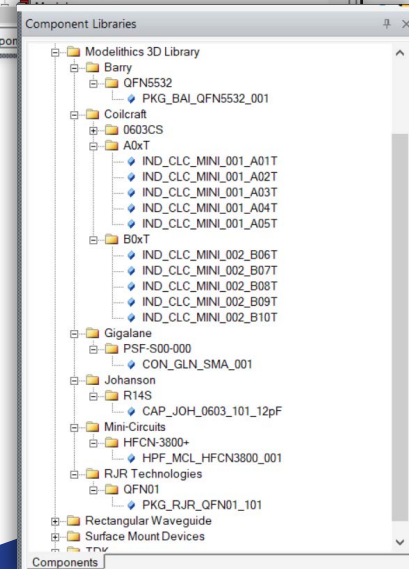 Component Libraries
Modelithics 3D Library
Barry
QFN5532
PKG_BAI_QFN5532_001
Coilcraft
0603CS
A0xT
IND_CLC_MINI_001_A01T
IND_CLC_MINI_001_A02T
IND_CLC_MINI_001_A03T
IND_CLC_MINI_001_A04T
IND_CLC_MINI_001_A05T
B0xT
IND_CLC_MINI_002_B06T
IND_CLC_MINI_002_B07T
IND_CLC_MINI_002_B08T
IND_CLC_MINI_002_B09T
IND_CLC_MINI_002_B10T
Gigalane
PSF-S00-000
CON_GLN_SMA_001
Johanson
R14S
CAP_JOH_0603_101_12pF
Mini-Circuits
HFCN-3800+
HPF_MCL_HFCN3800_001
RJR Technologies
QFN01
PKG_RJR_QFN01_101
Rectangular Waveguide
Surface Mount Devices
TDK
Components